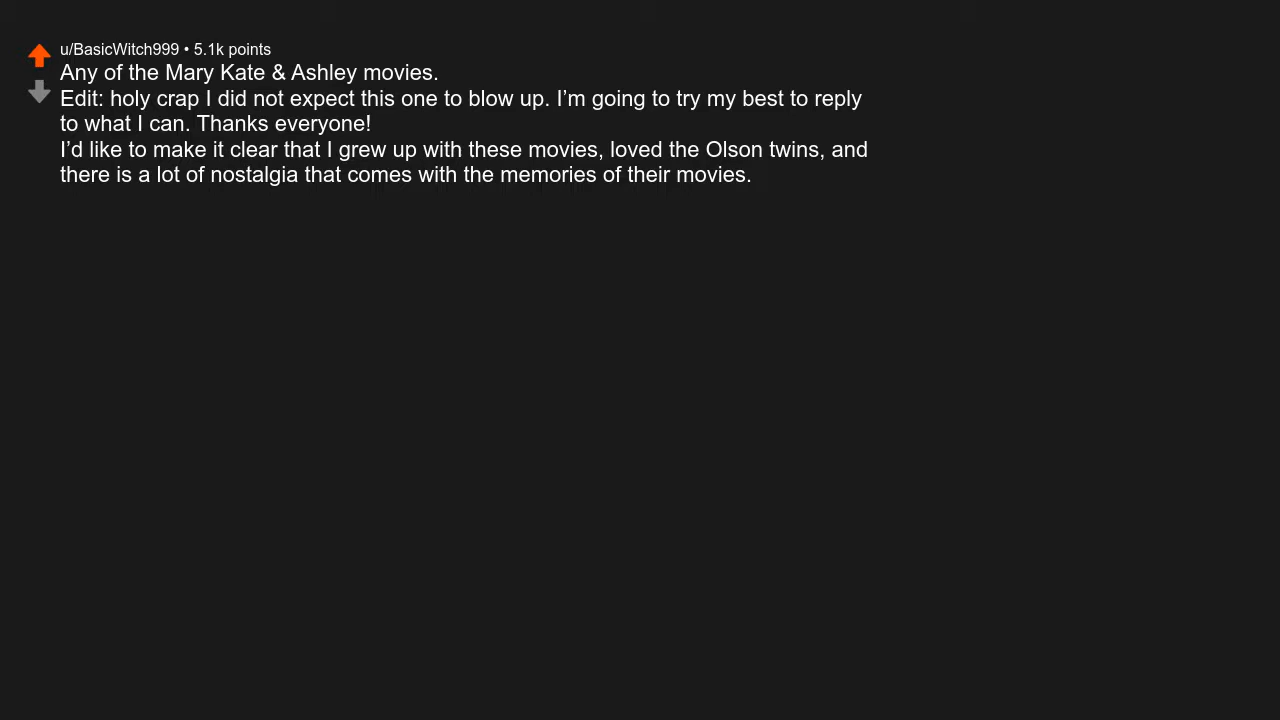 u/BasicWitch999 • 5.1k points
Any of the Mary Kate & Ashley movies.
Edit: holy crap I did not expect this one to blow up. I’m going to try my best to reply
to what I can. Thanks everyone!
I’d like to make it clear that I grew up with these movies, loved the Olson twins, and
there is a lot of nostalgia that comes with the memories of their movies.